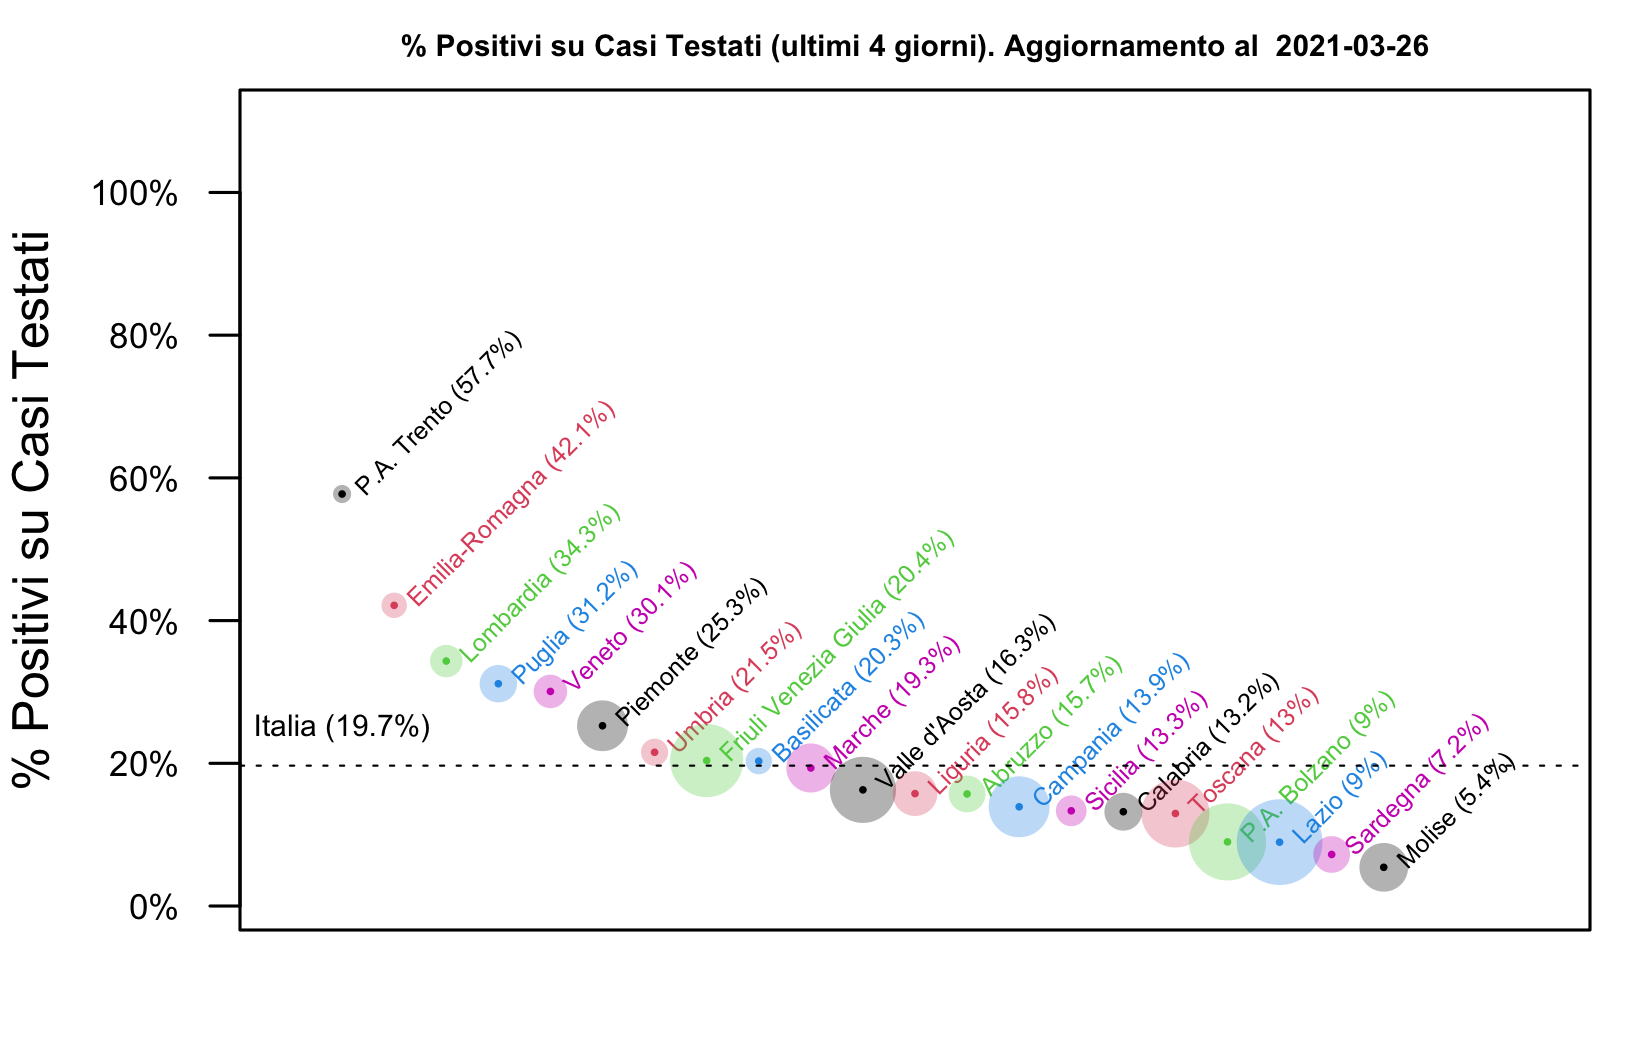 % Positivi su Casi Testati (ultimi 4 giorni). Aggiornamento al  2021-03-26
% Positivi su Casi Testati
100%
80%
60%
40%
20%
0%
Italia (19.7%)
P.A. Trento (57.7%)
Emilia-Romagna (42.1%)
Lombardia (34.3%)
Puglia (31.2%)
Veneto (30.1%)
Piemonte (25.3%)
Umbria (21.5%)
Friuli Venezia Giulia (20.4%)
Basilicata (20.3%)
Marche (19.3%)
Valle d'Aosta (16.3%)
Liguria (15.8%)
Abruzzo (15.7%)
Campania (13.9%)
Sicilia (13.3%)
Calabria (13.2%)
Toscana (13%)
P.A. Bolzano (9%)
Lazio (9%)
Sardegna (7.2%)
Molise (5.4%)